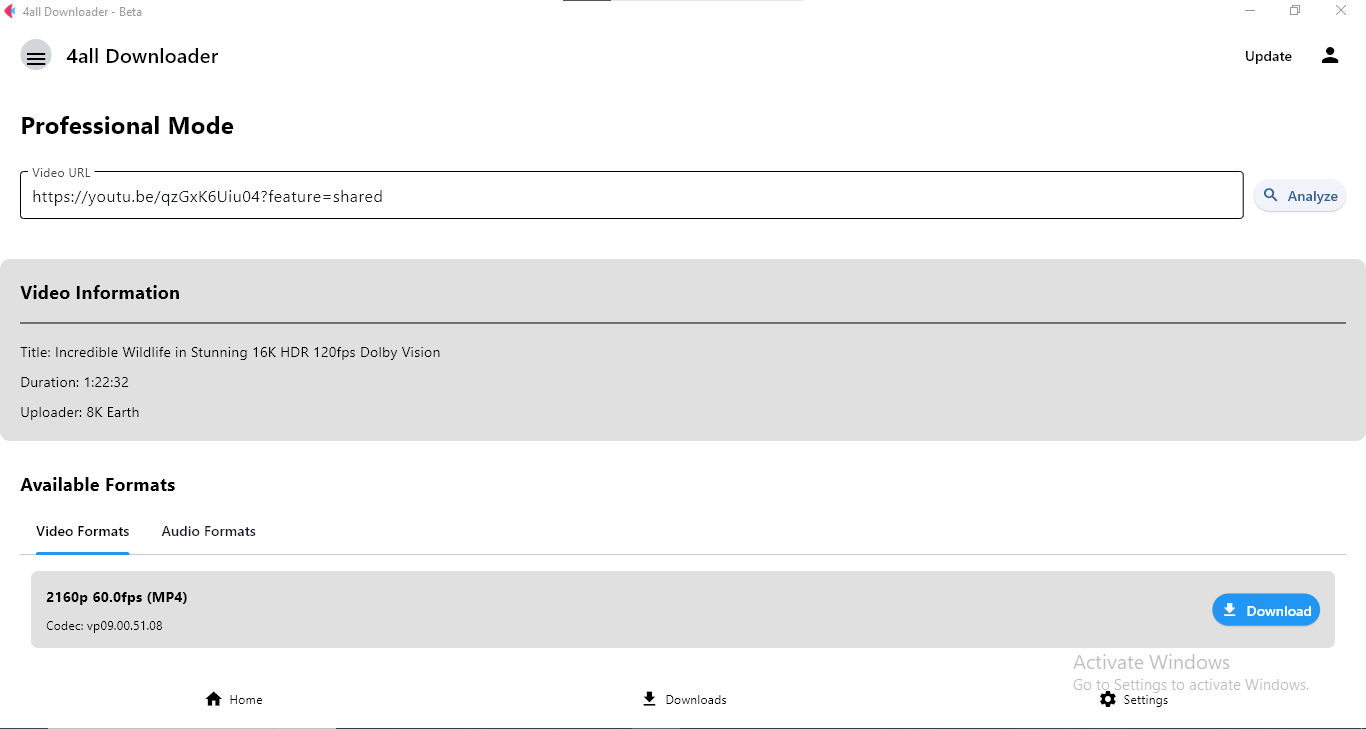 4all Downloader - Beta
4all Downloader
Update
Professional Mode
Video URL
https://youtu.be/qzGxK6Uiu04?feature=shared
Analyze
Video Information
Title: Incredible Wildlife in Stunning 16K HDR 120fps Dolby Vision
Duration: 1:22:32
Uploader: 8K Earth
Available Formats
Video Formats
Audio Formats
2160p 60.0fps (MP4)
Codec: vp09.00.51.08
Download
Activate Windows
Go to Settings to activate Windows.
Home
Downloads
Settings